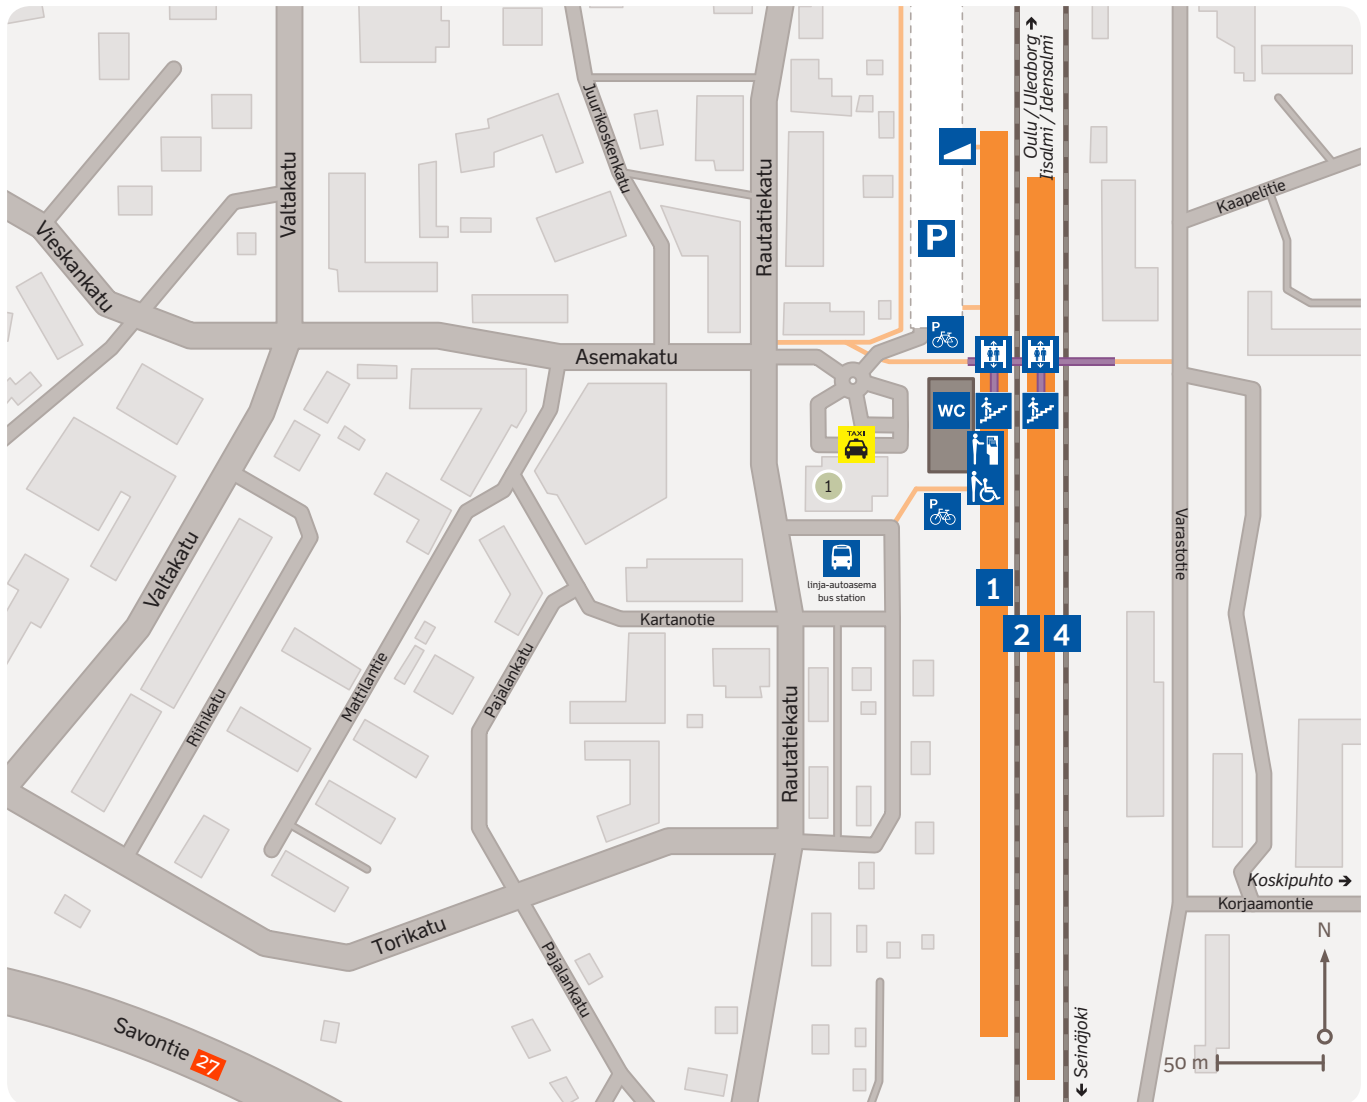 Oulu / Uleåborg →
Iisalmi / Idensalmi
Valtakatu
Juurikoskenkatu
Rautatiekatu
Kaapelitie
Vieskankatu
P
P
Asemakatu
WC
TAXI
1
P
Varastotie
Valtakatu
linja-autoasema
bus station
1
Kartanotie
2
4
Riihikatu
Mattilantie
Pajalankatu
Rautatiekatu
Koskipuhto →
Korjaamontie
Torikatu
N
Pajalankatu
Savontie 27
← Seinäjoki
50 m